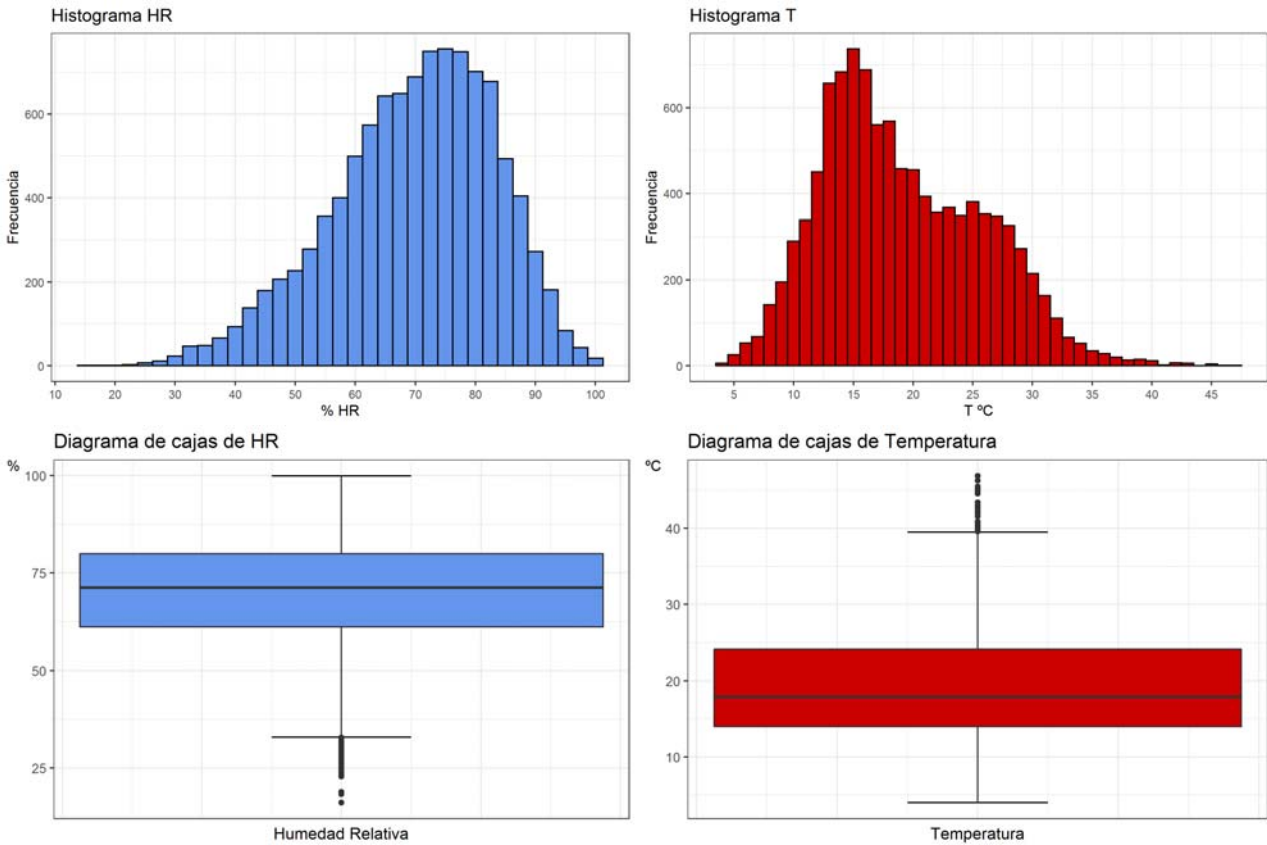 Histograma HR
Frecuencia
600
400
200
0
10 20 30 40 50 60 70 80 90 100
% HR
Histograma T
Frecuencia
600
400
200
0
5 10 15 20 25 30 35 40 45
T ºC
Diagrama de cajas de HR
%
100
75
50
25
Humedad Relativa
Diagrama de cajas de Temperatura
ºC
40
30
20
10
Temperatura